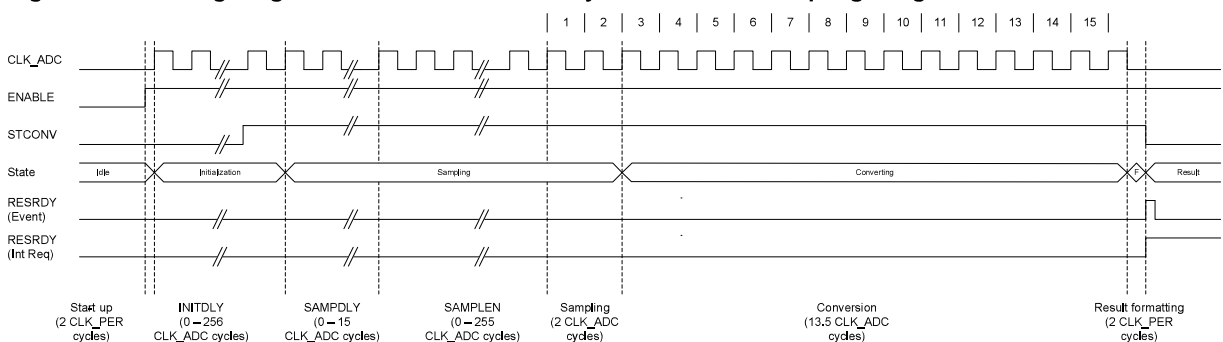 1 2 3 4 5 6 7 8 9 10 11 12 13 14 15
CLK_ADC
ENABLE
STCONV
State Idle Initialization Sampling Converting F Result
RESRDY
(Event)
RESRDY
(Int Req)
Start up
(2 CLK_PER
cycles)
INITDLY
(0 – 256
CLK_ADC cycles)
SAMPDLY
(0 – 15
CLK_ADC cycles)
SAMPLEN
(0 – 255
CLK_ADC cycles)
Sampling
(2 CLK_ADC
cycles)
Conversion
(13.5 CLK_ADC
cycles)
Result formatting
(2 CLK_PER
cycles)